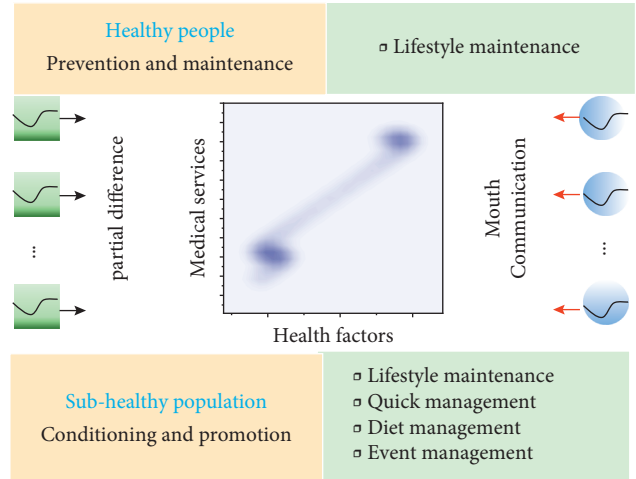 Healthy people
Prevention and maintenance
Lifestyle maintenance
partial difference
Medical services
Health factors
Mouth
Communication
...
...
Sub-healthy population
Conditioning and promotion
Lifestyle maintenance
Quick management
Diet management
Event management